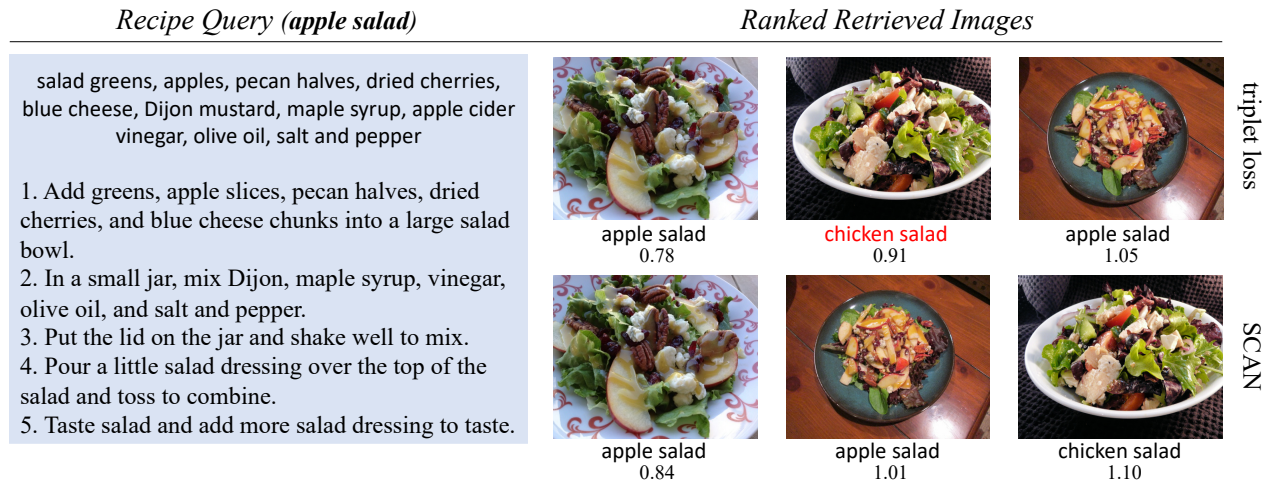 Recipe Query (apple salad)
Ranked Retrieved Images
salad greens, apples, pecan halves, dried cherries,
blue cheese, Dijon mustard, maple syrup, apple cider
vinegar, olive oil, salt and pepper
1. Add greens, apple slices, pecan halves, dried
cherries, and blue cheese chunks into a large salad
bowl.
2. In a small jar, mix Dijon, maple syrup, vinegar,
olive oil, and salt and pepper.
3. Put the lid on the jar and shake well to mix.
4. Pour a little salad dressing over the top of the
salad and toss to combine.
5. Taste salad and add more salad dressing to taste.
apple salad
0.78
chicken salad
0.91
apple salad
1.05
triplet loss
apple salad
0.84
apple salad
1.01
chicken salad
1.10
SCAN